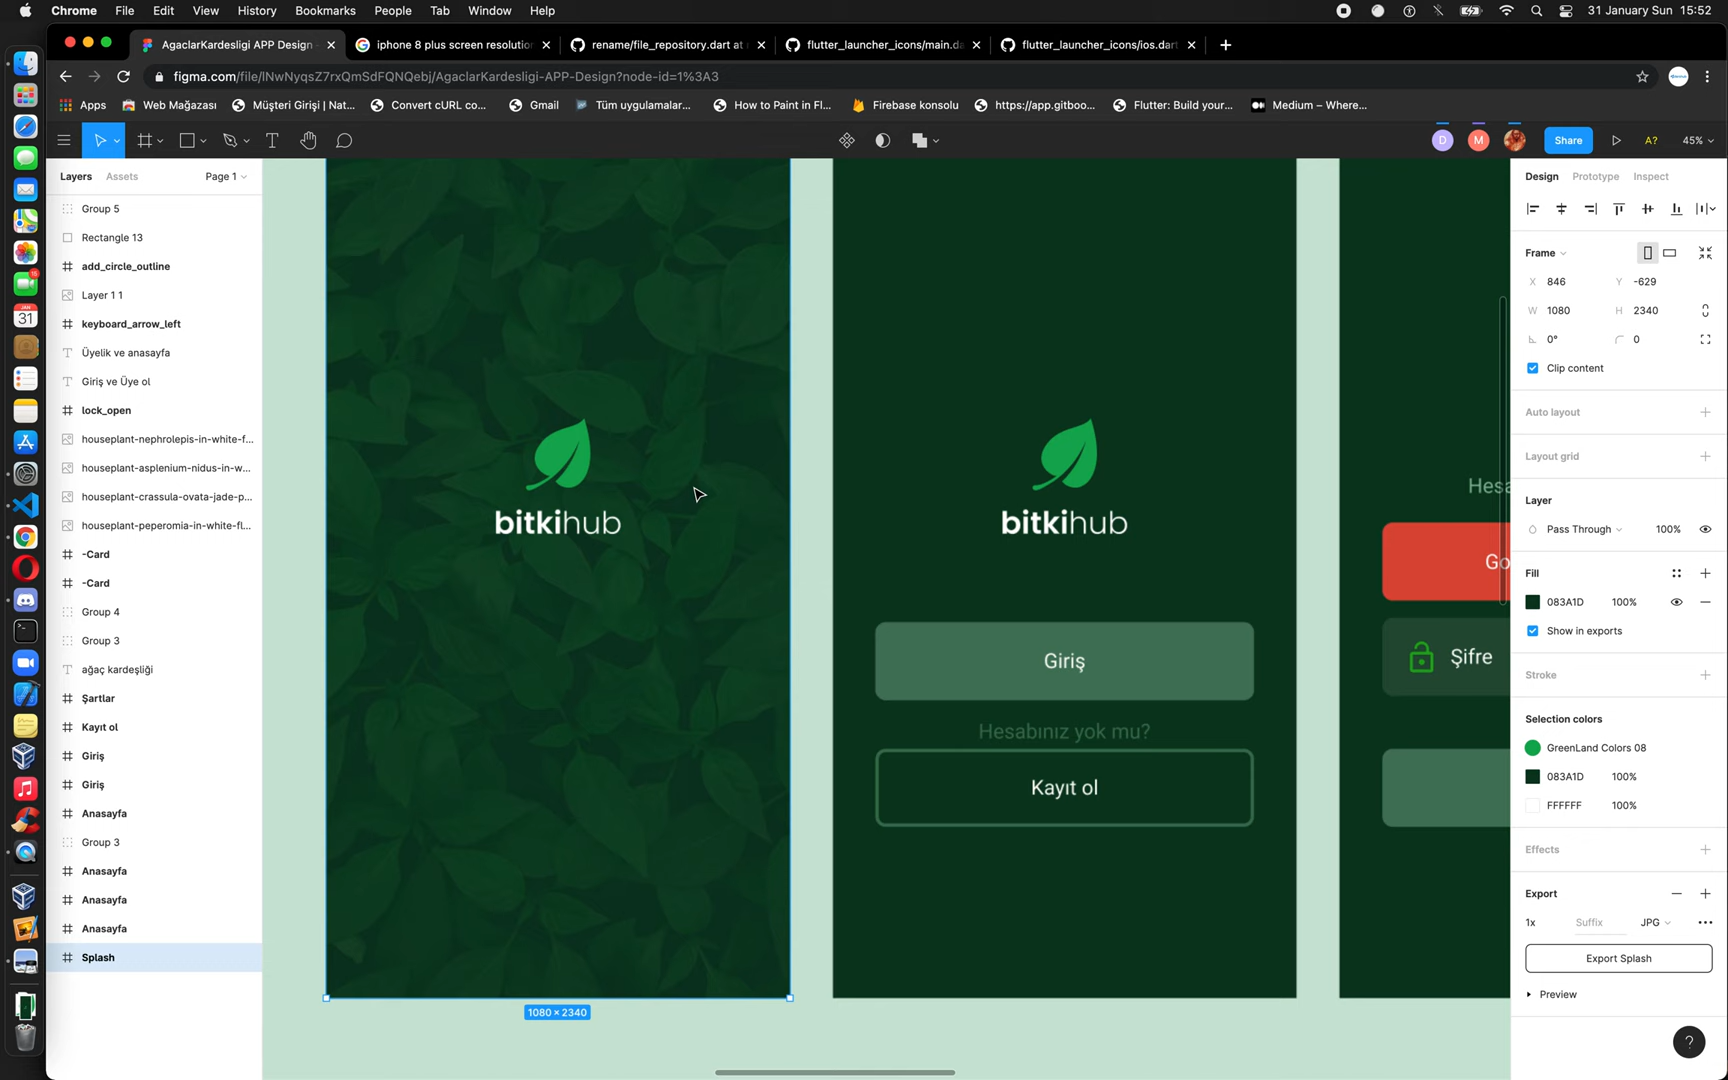 Chrome File Edit View History Bookmarks People Tab Window Help 31 January Sun 15:52
AgaclarKardesligi APP Design iphone 8 plus screen resolutio rename/file_repository.dart at flutter_launcher_icons/main.da flutter_launcher_icons/ios.dart
figma.com/file/lNwNyqsZ7rxQmSdFQNQebj/AgaclarKardesligi-APP-Design?node-id=1%3A3
Apps Web Mağazası Müşteri Girişi | Nat... Convert cURL co... Gmail Tüm uygulamalar... How to Paint in Fl... Firebase konsolu https://app.gitboo... Flutter: Build your... Medium – Where...
D M Share A? 45%
Layers Assets Page 1
Group 5
Rectangle 13
add_circle_outline
Layer 1 1
keyboard_arrow_left
Üyelik ve anasayfa
Giriş ve Üye ol
lock_open
houseplant-nephrolepis-in-white-f...
houseplant-asplenium-nidus-in-w...
houseplant-crassula-ovata-jade-p...
houseplant-peperomia-in-white-fl...
-Card
-Card
Group 4
Group 3
ağaç kardeşliği
Şartlar
Kayıt ol
Giriş
Giriş
Anasayfa
Group 3
Anasayfa
Anasayfa
Anasayfa
Splash
JAN
31
15
bitkihub
1080 × 2340
bitkihub
Giriş
Hesabınız yok mu?
Kayıt ol
Hesa
Go
Şifre
Design Prototype Inspect
Frame
X 846 Y -629
W 1080 H 2340
0° 0
Clip content
Auto layout
Layout grid
Layer
Pass Through 100%
Fill
083A1D 100%
Show in exports
Stroke
Selection colors
GreenLand Colors 08
083A1D 100%
FFFFFF 100%
Effects
Export
1x Suffix JPG
Export Splash
Preview
?